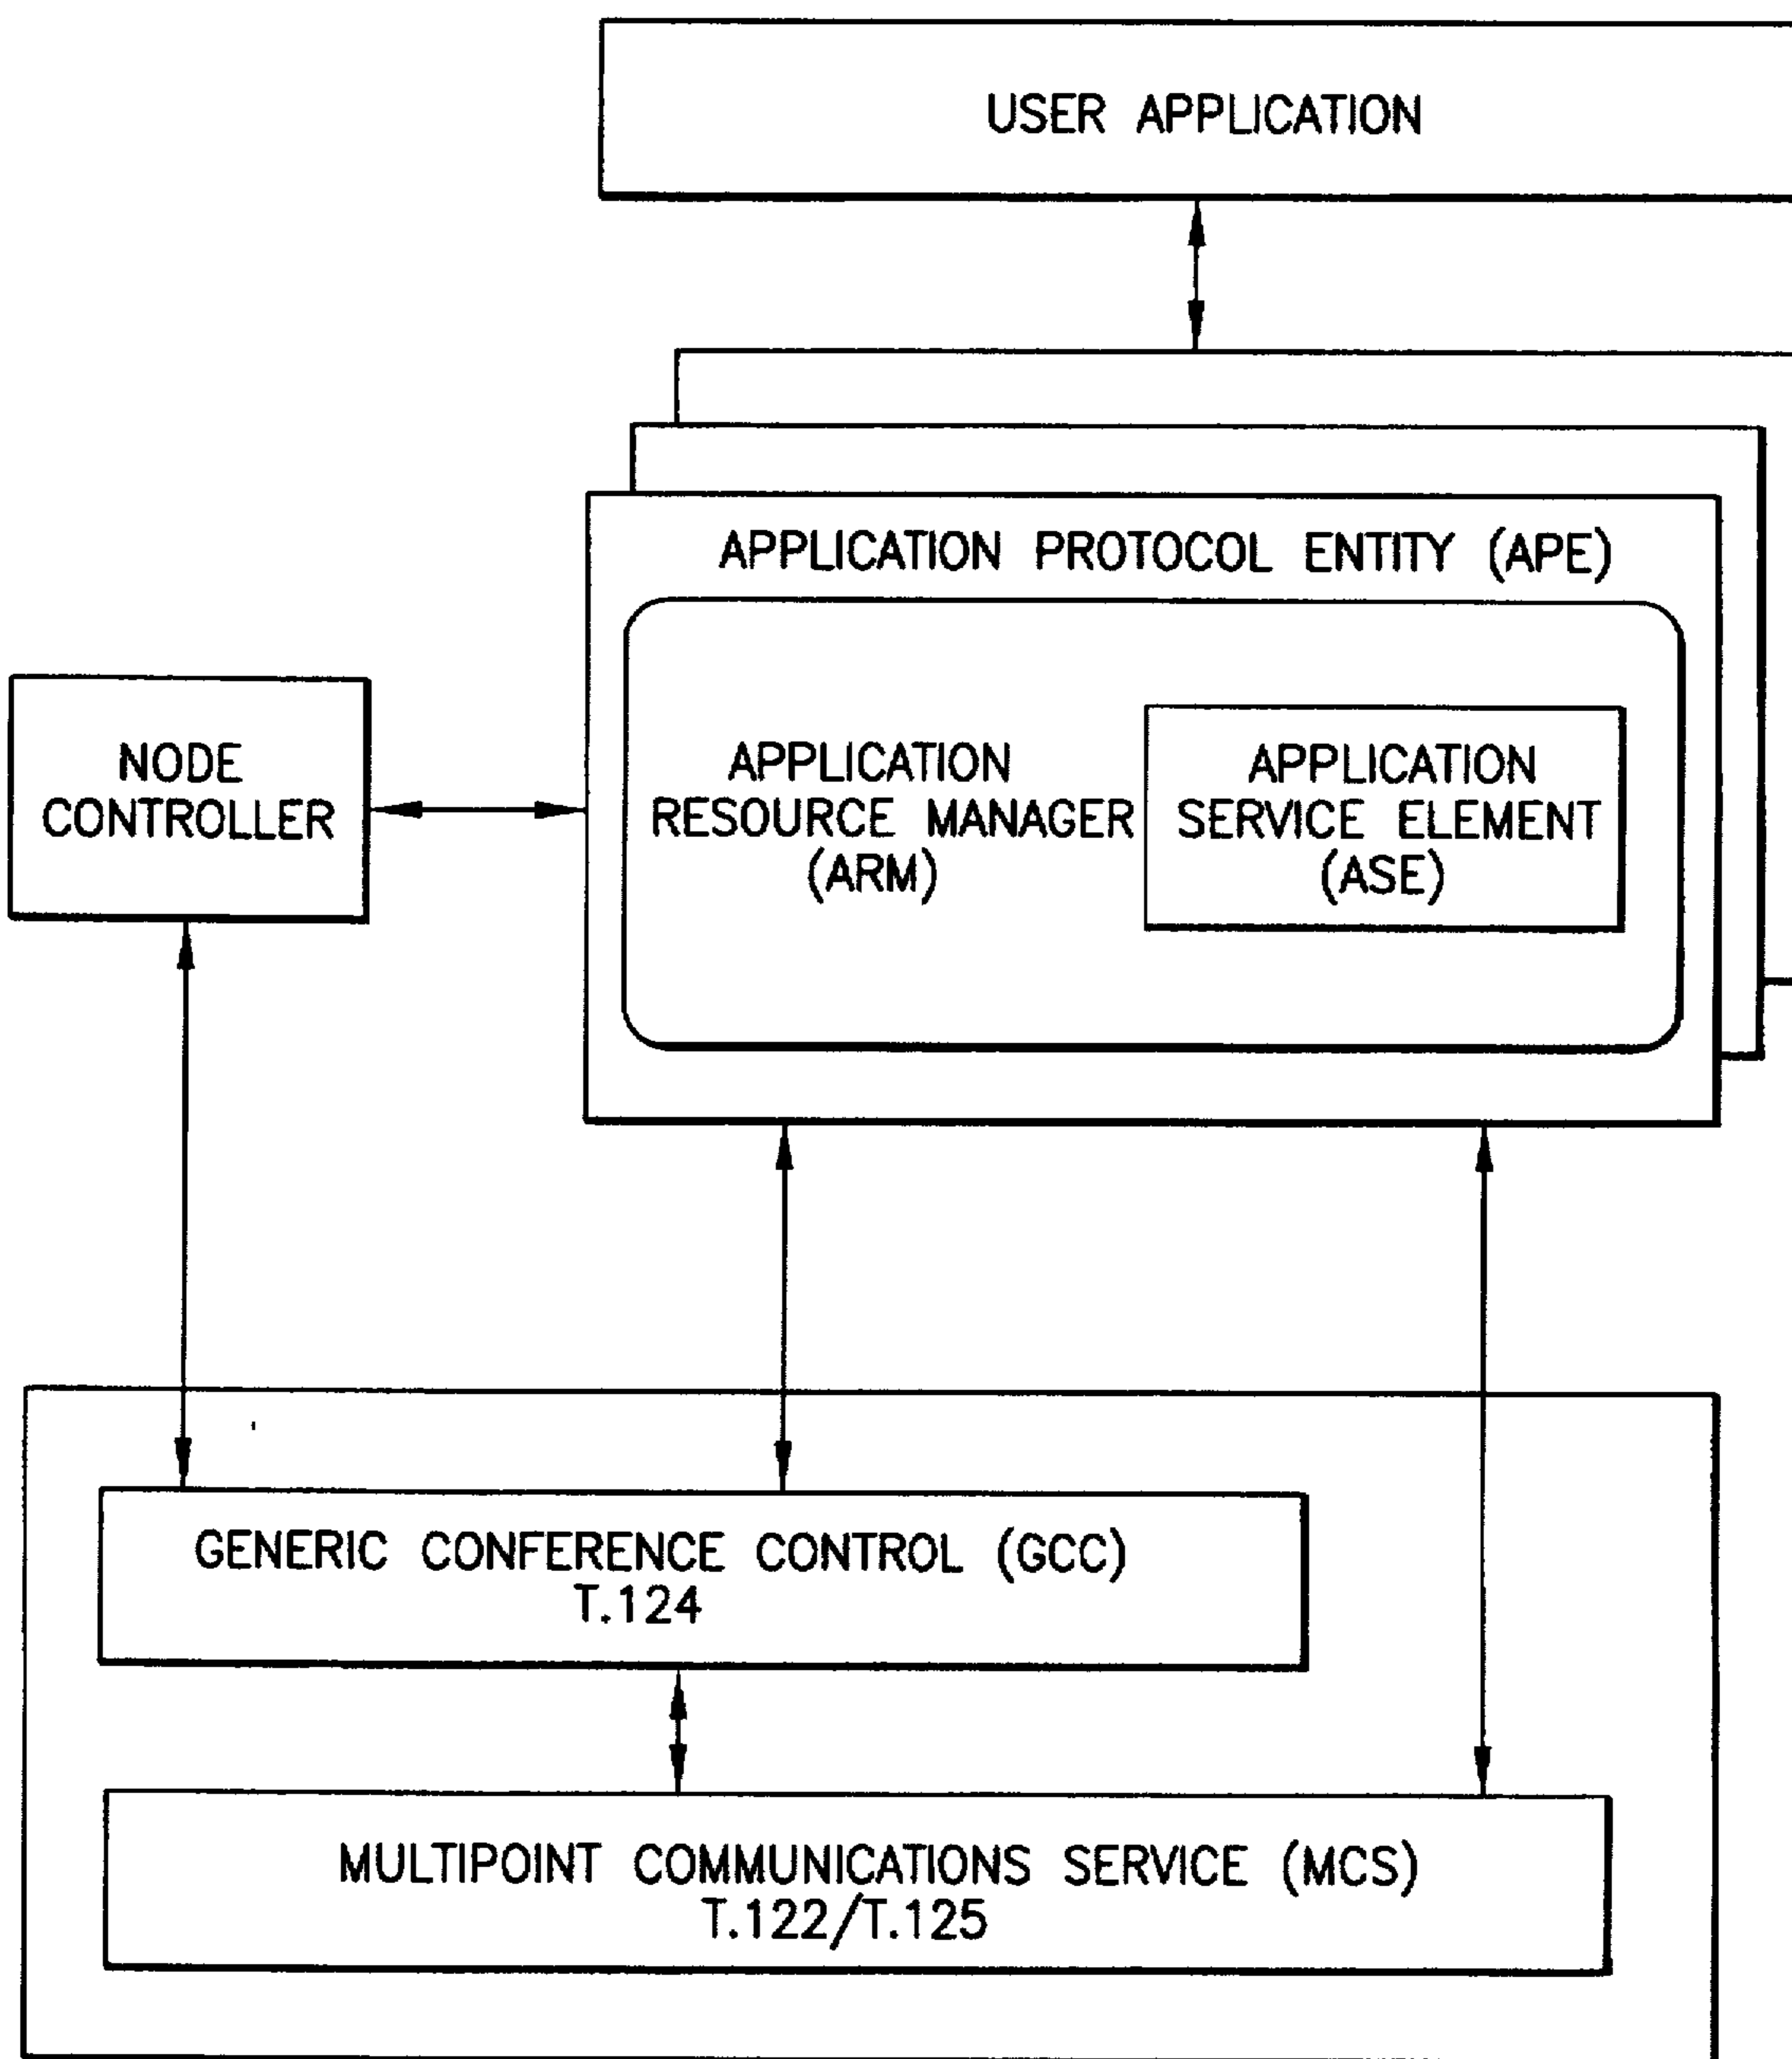 USER APPLICATION
APPLICATION PROTOCOL ENTITY (APE)
NODE
CONTROLLER
APPLICATION
RESOURCE MANAGER
(ARM)
APPLICATION
SERVICE ELEMENT
(ASE)
GENERIC CONFERENCE CONTROL (GCC)
T.124
MULTIPOINT COMMUNICATIONS SERVICE (MCS)
T.122/T.125